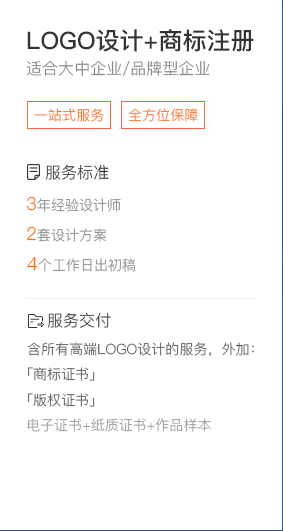 LOGO设计+商标注册
适合大中企业/品牌型企业
一站式服务 全方位保障
服务标准
3年经验设计师
2套设计方案
4个工作日出初稿
服务交付
含所有高端LOGO设计的服务，外加：
「商标证书」
「版权证书」
电子证书+纸质证书+作品样本